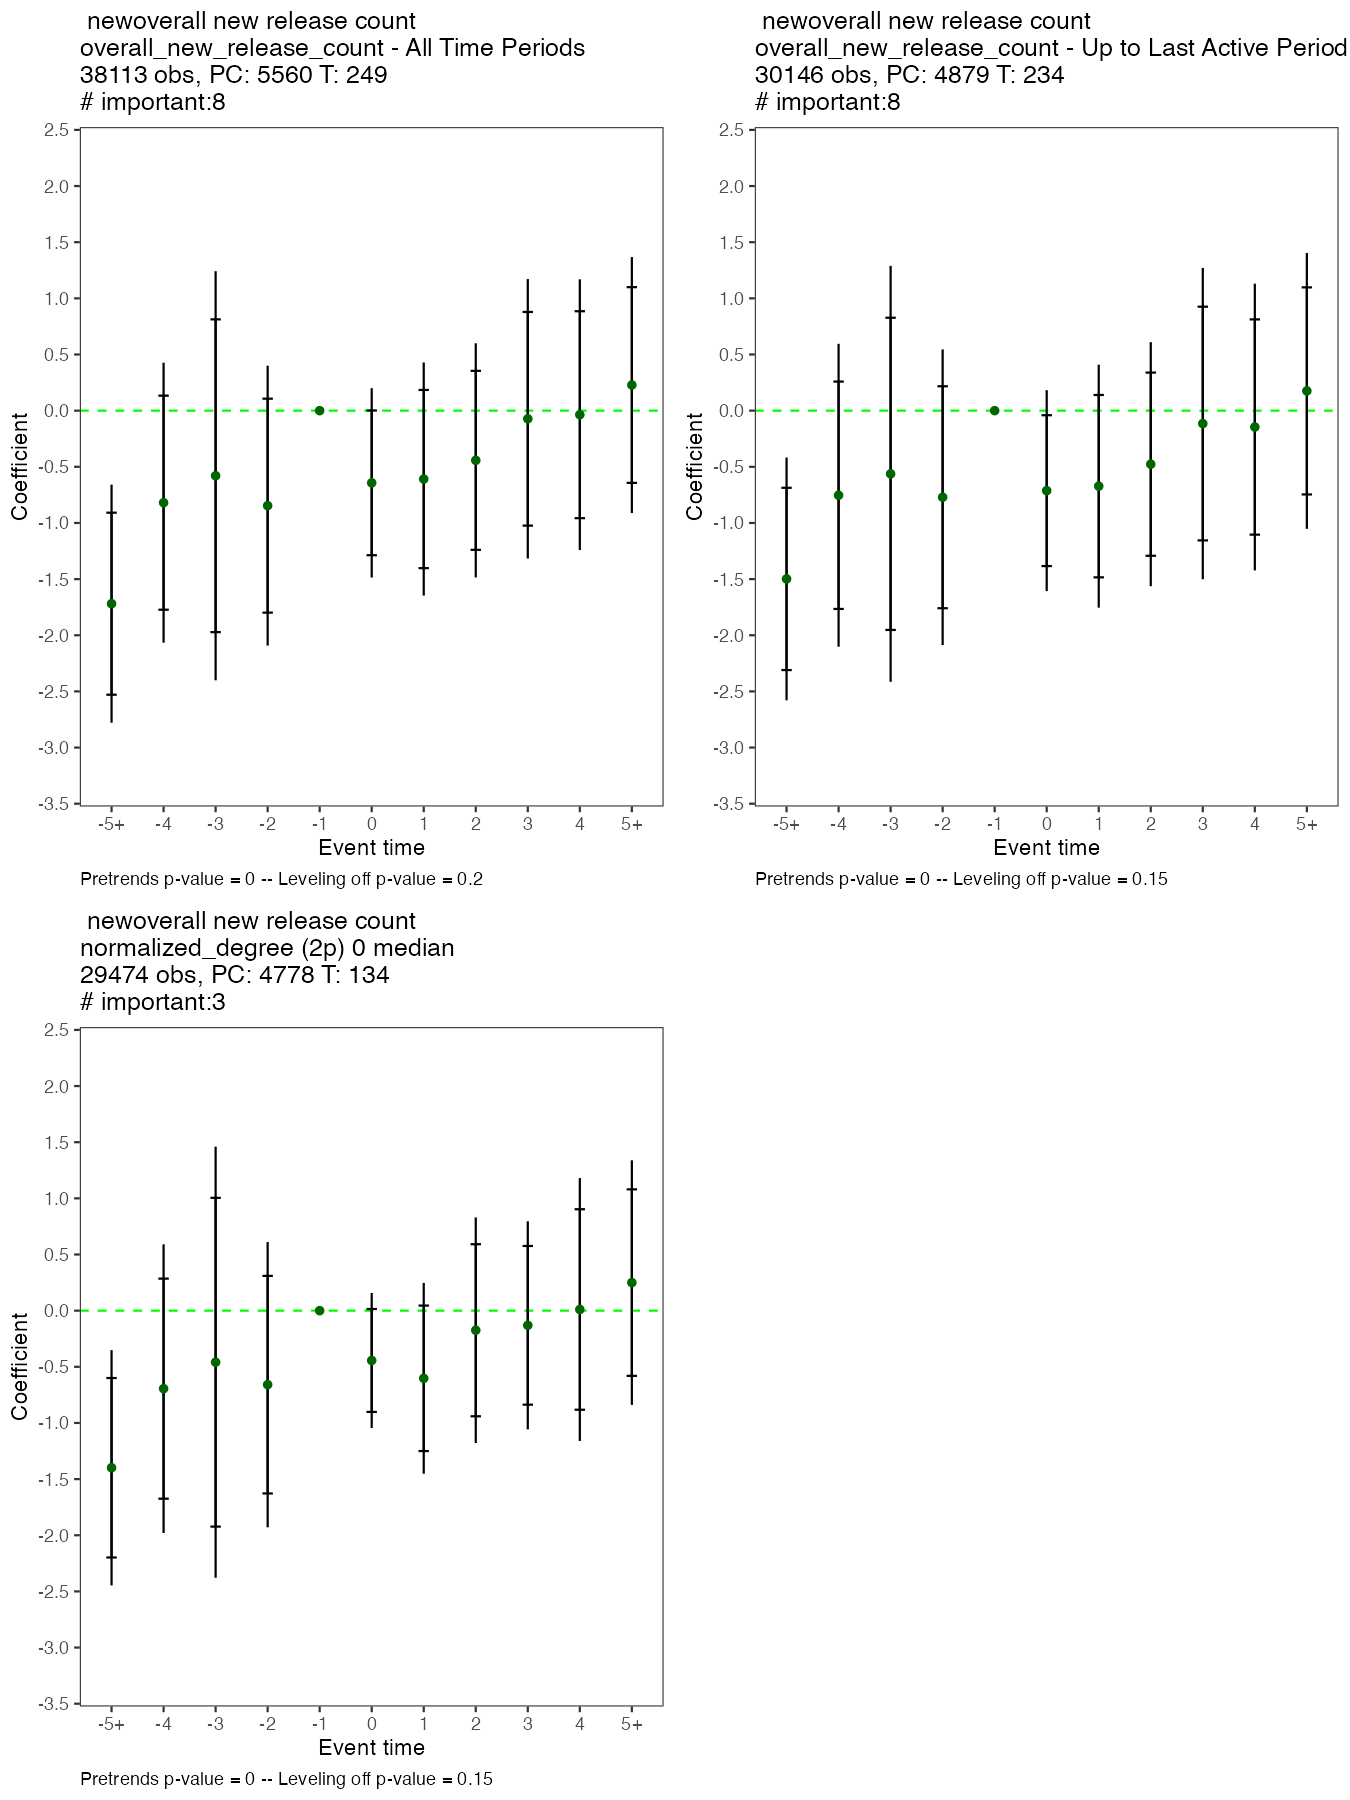 newoverall new release count
overall_new_release_count - All Time Periods
38113 obs, PC: 5560 T: 249
# important:8
2.5
2.0
1.5
1.0
0.5
0.0
-0.5
-1.0
-1.5
-2.0
-2.5
-3.0
-3.5
Coefficient
-5+ -4 -3 -2 -1 0 1 2 3 4 5+
Event time
Pretrends p-value = 0 -- Leveling off p-value = 0.2
newoverall new release count
overall_new_release_count - Up to Last Active Period
30146 obs, PC: 4879 T: 234
# important:8
2.5
2.0
1.5
1.0
0.5
0.0
-0.5
-1.0
-1.5
-2.0
-2.5
-3.0
-3.5
Coefficient
-5+ -4 -3 -2 -1 0 1 2 3 4 5+
Event time
Pretrends p-value = 0 -- Leveling off p-value = 0.15
newoverall new release count
normalized_degree (2p) 0 median
29474 obs, PC: 4778 T: 134
# important:3
2.5
2.0
1.5
1.0
0.5
0.0
-0.5
-1.0
-1.5
-2.0
-2.5
-3.0
-3.5
Coefficient
-5+ -4 -3 -2 -1 0 1 2 3 4 5+
Event time
Pretrends p-value = 0 -- Leveling off p-value = 0.15